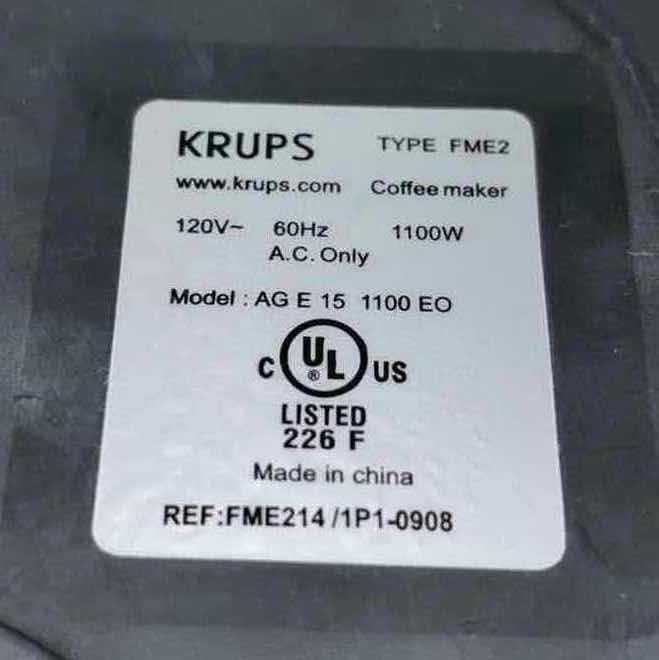 KRUPS TYPE FME2
www.krups.com Coffee maker
120V~ 60Hz 1100W
A.C. Only
Model : AG E 15 1100 EO
C UL ® US
LISTED
226 F
Made in china
REF:FME214 /1P1-0908